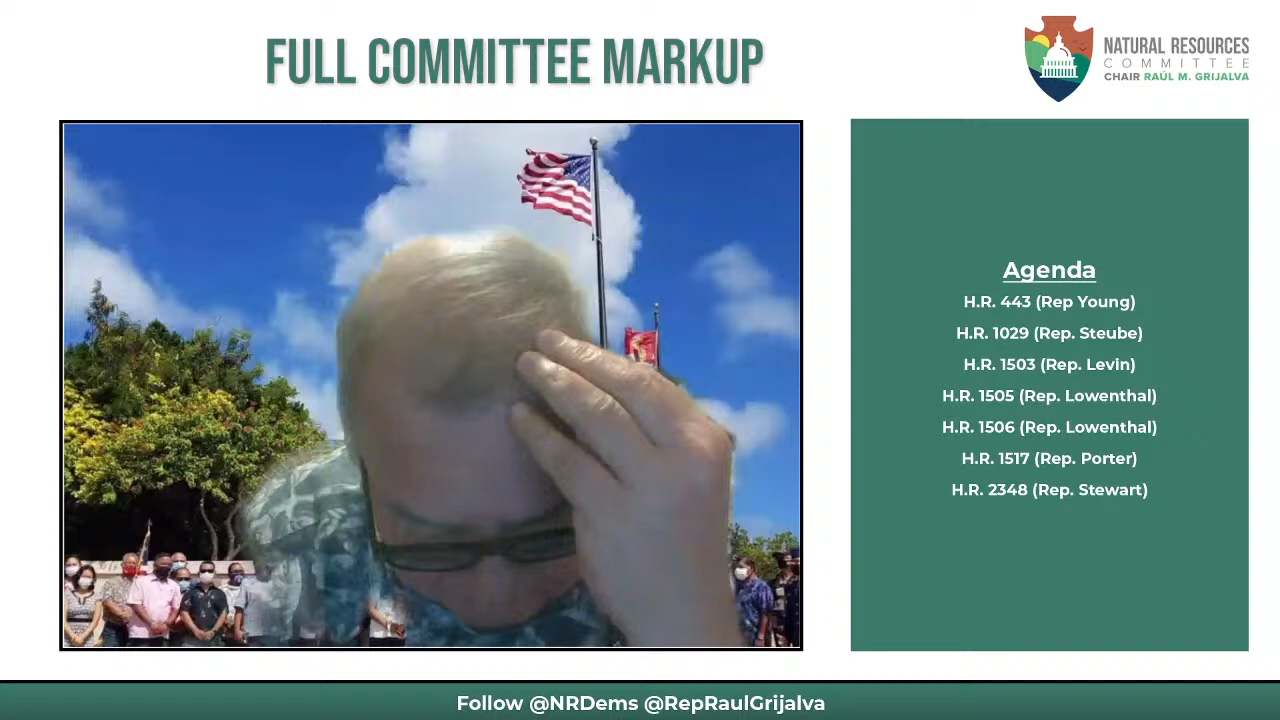 FULL COMMITTEE MARKUP
NATURAL RESOURCES
COMMITTEE
CHAIR RAÚL M. GRIJALVA
Agenda
H.R. 443 (Rep Young)
H.R. 1029 (Rep. Steube)
H.R. 1503 (Rep. Levin)
H.R. 1505 (Rep. Lowenthal)
H.R. 1506 (Rep. Lowenthal)
H.R. 1517 (Rep. Porter)
H.R. 2348 (Rep. Stewart)
Follow @NRDems @RepRaulGrijalva